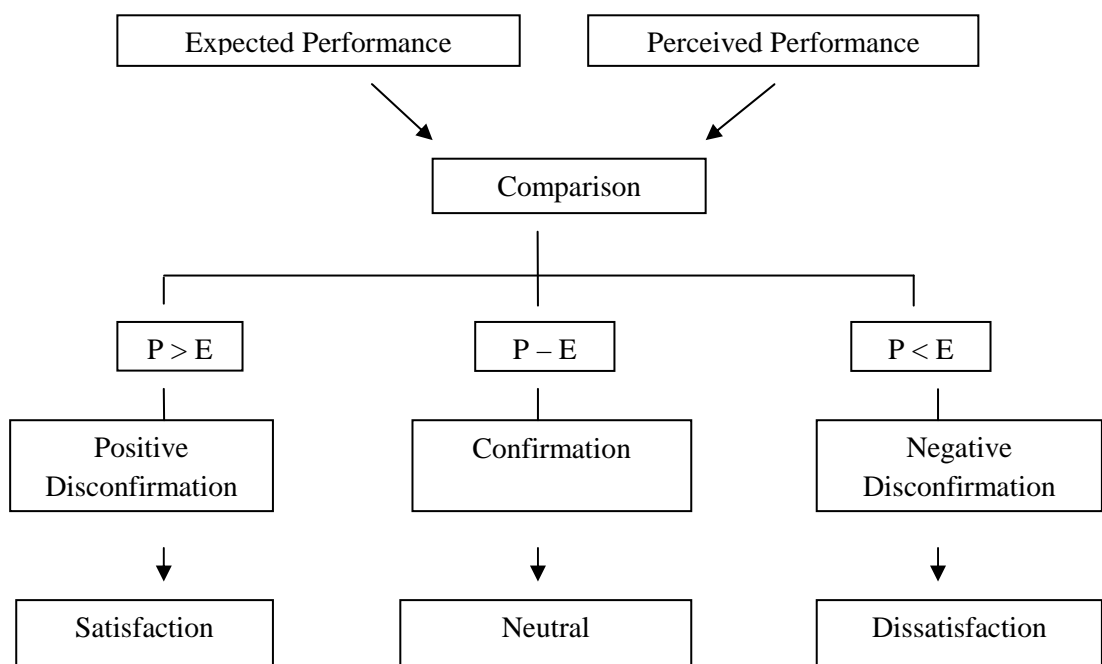 Expected Performance
Perceived Performance
Comparison
P > E
P – E
P < E
Positive
Disconfirmation
Confirmation
Negative
Disconfirmation
Satisfaction
Neutral
Dissatisfaction